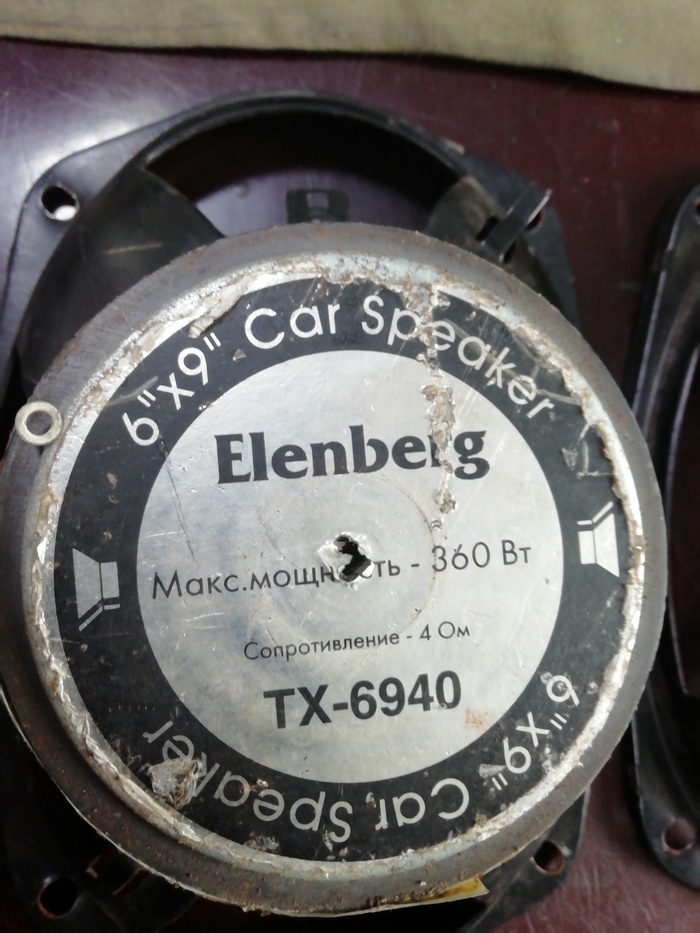 6"x9" Car Speaker
Elenberg
Макс.мощность - 360 Вт
Сопротивление - 4 Ом
TX-6940
6"x9" Car Speaker